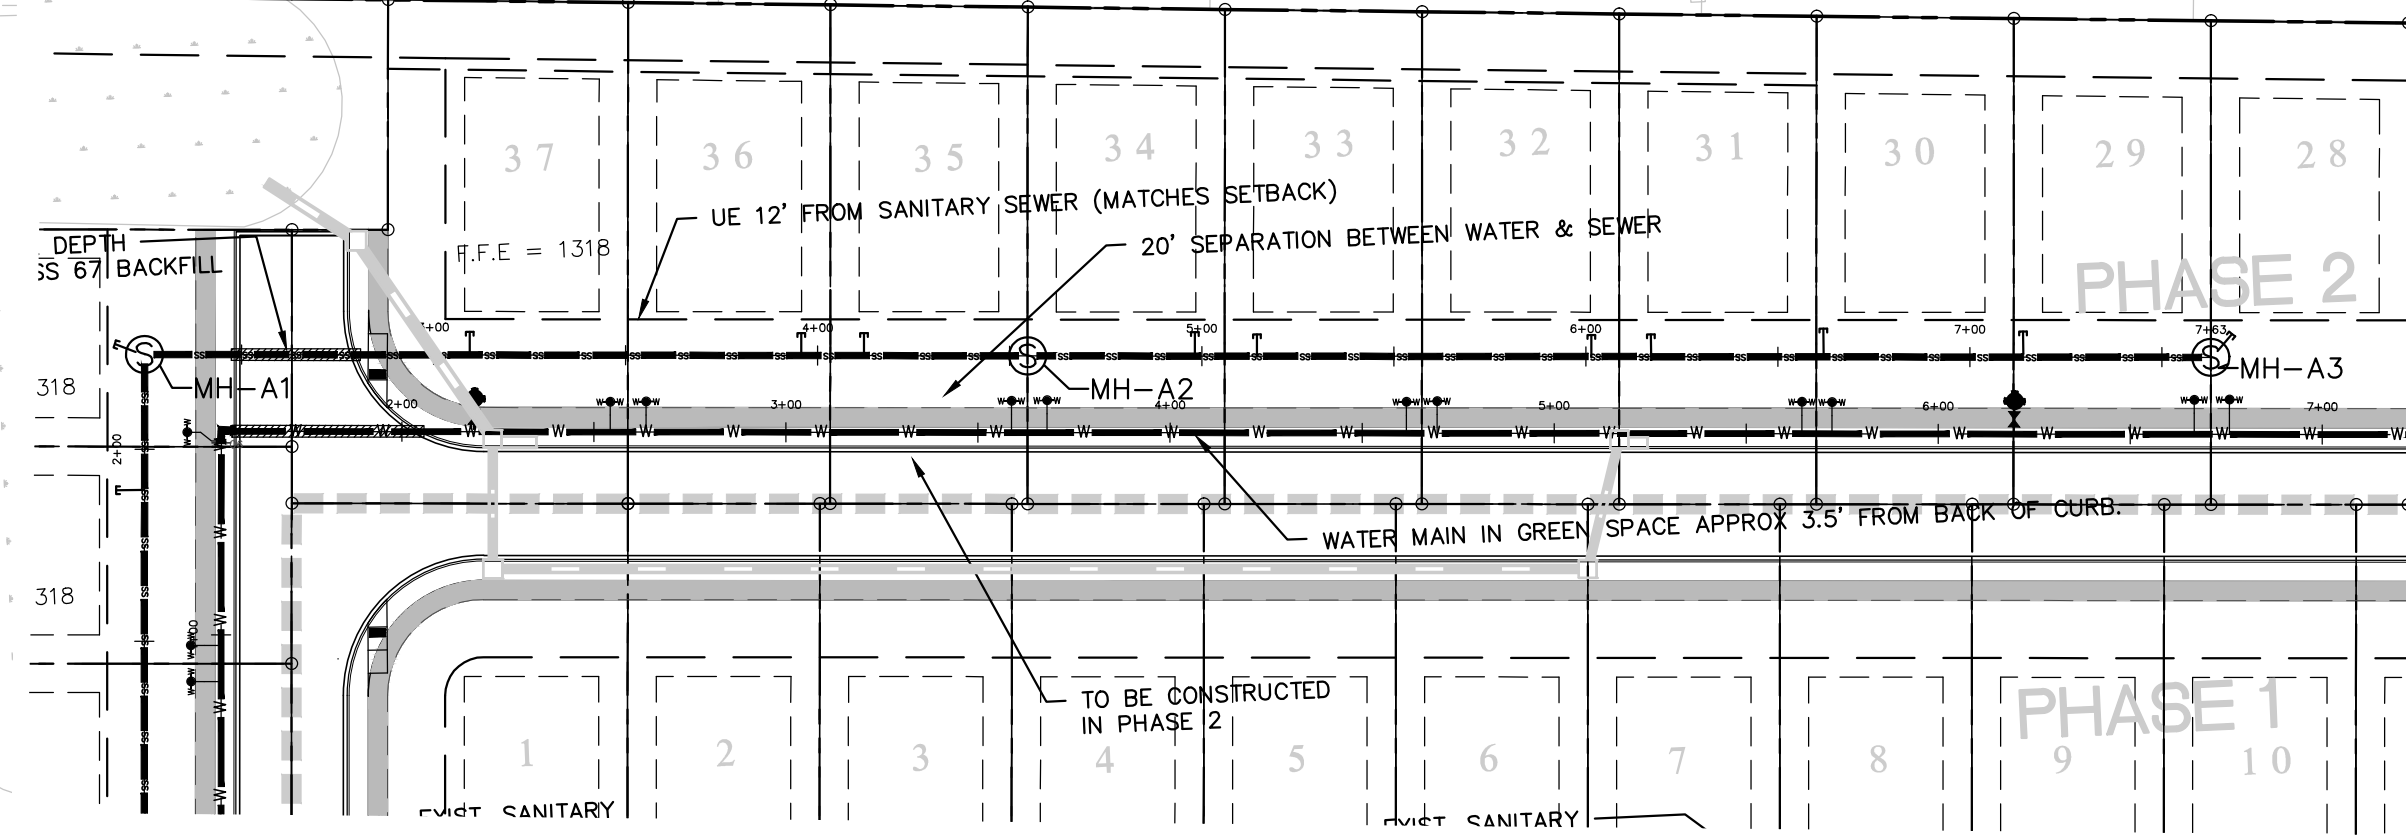 37
36
35
34
33
32
31
30
29
28
UE 12' FROM SANITARY SEWER (MATCHES SETBACK)
20' SEPARATION BETWEEN WATER & SEWER
DEPTH
SS 67 BACKFILL
F.F.E = 1318
PHASE 2
4+00
5+00
6+00
7+00
7+63
S
S
S
318
MH-A1
MH-A2
MH-A3
2+00
3+00
4+00
5+00
6+00
7+00
2+00
WATER MAIN IN GREEN SPACE APPROX 3.5' FROM BACK OF CURB.
318
TO BE CONSTRUCTED
IN PHASE 2
PHASE 1
1
2
3
4
5
6
7
8
9
10
EXIST. SANITARY
EXIST. SANITARY